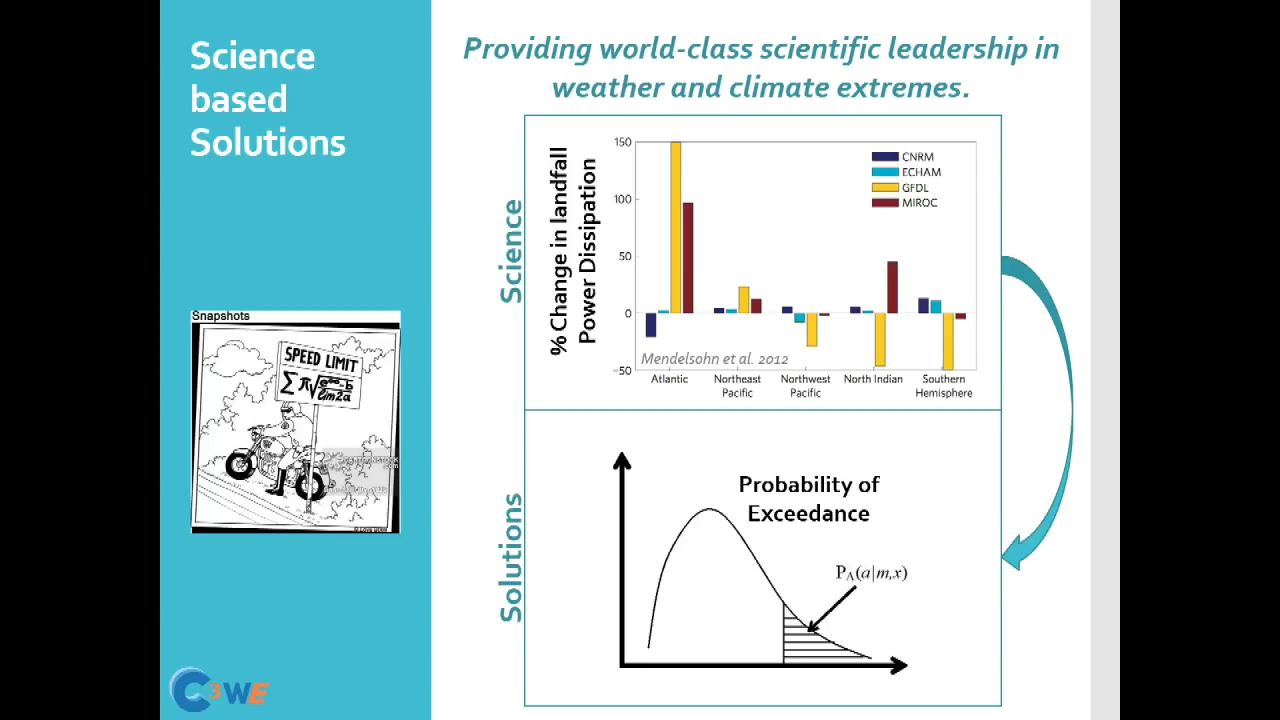 Science
based
Solutions
Providing world-class scientific leadership in
weather and climate extremes.
Science
% Change in landfall
Power Dissipation
150
100
50
0
−50
CNRM
ECHAM
GFDL
MIROC
Mendelsohn et al. 2012
Atlantic
Northeast
Pacific
Northwest
Pacific
North Indian
Southern
Hemisphere
Snapshots
SPEED LIMIT
Solutions
Probability of
Exceedance
P_A(a|m,x)
C3WE